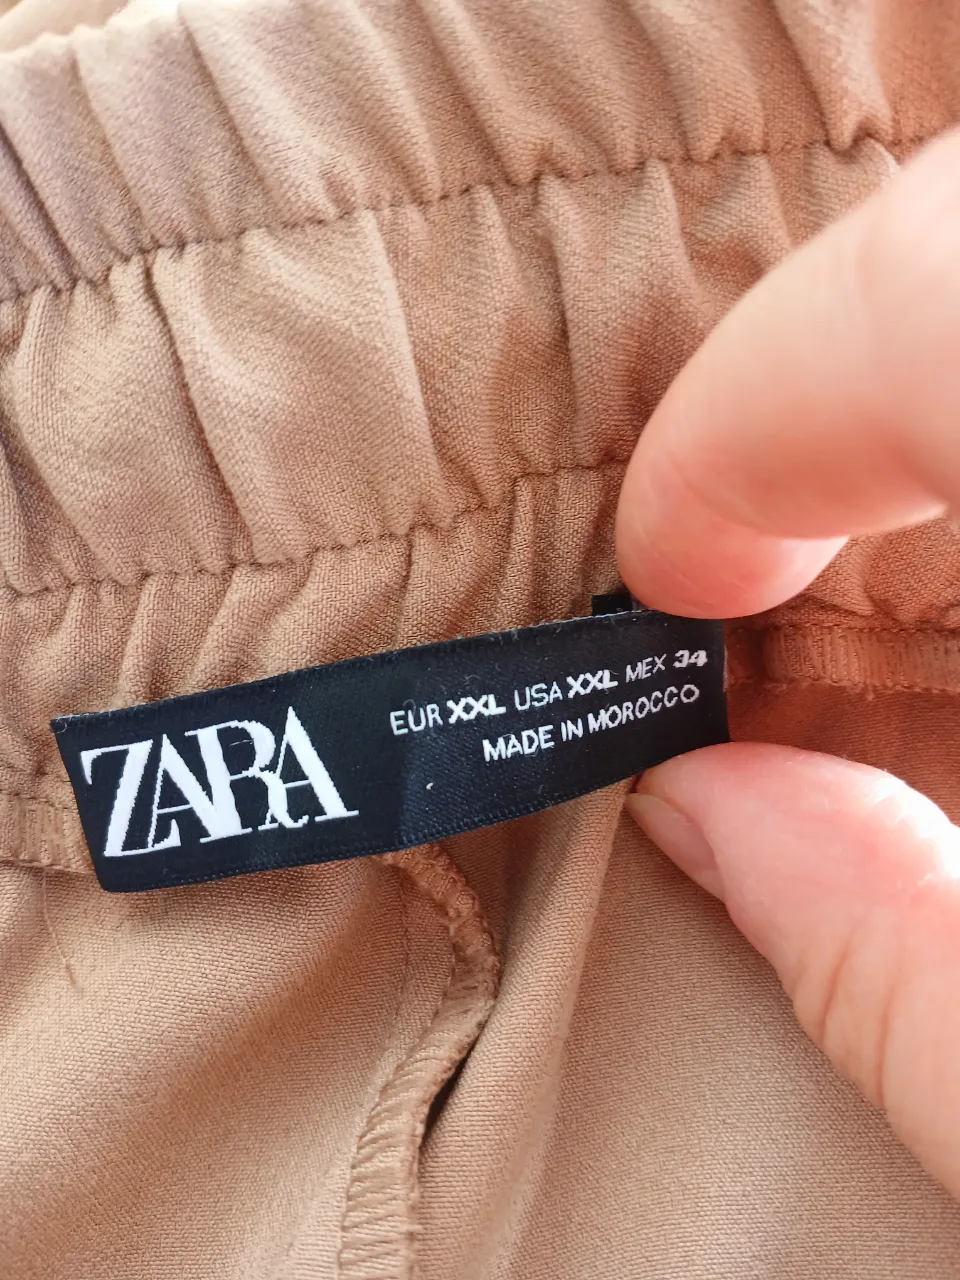 ZARA
EUR XXL USA XXL MEX 34
MADE IN MOROCCO